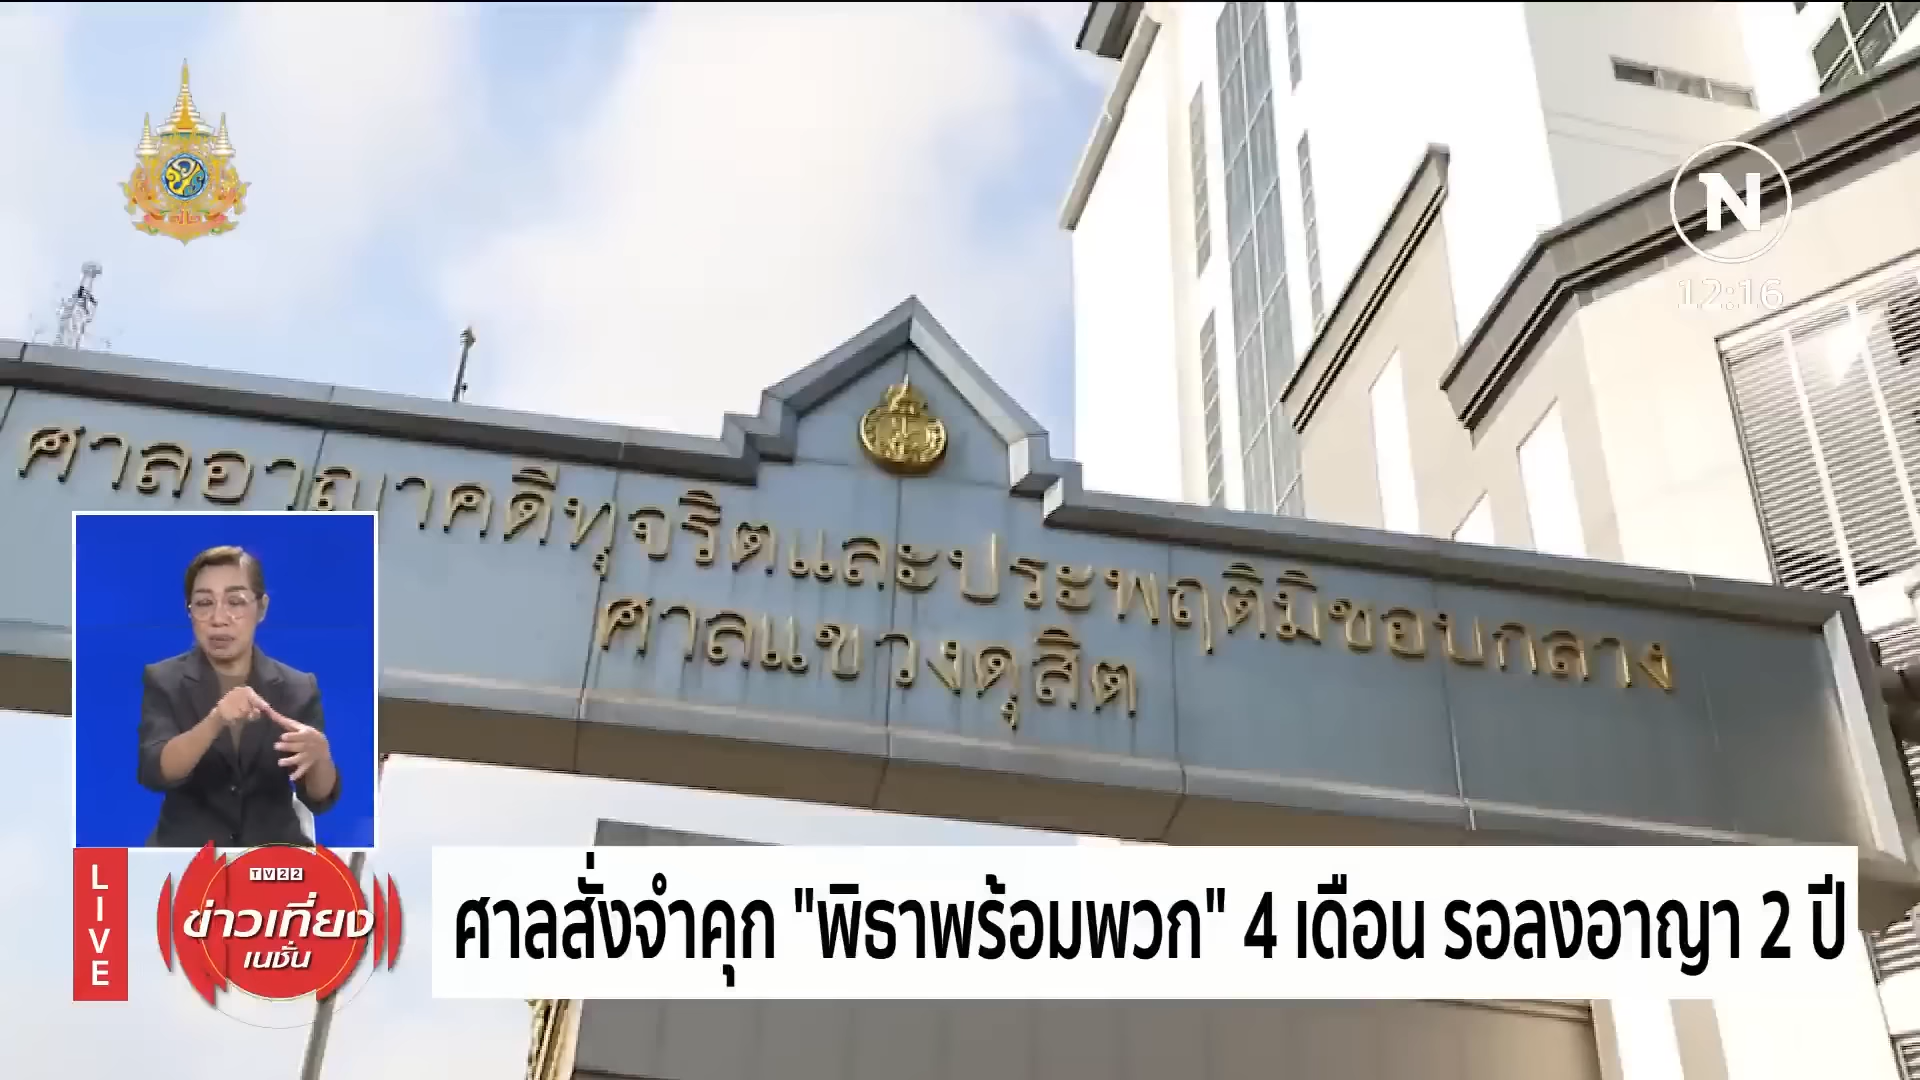 N
12:16
ศาลอาญาคดีทุจริตและประพฤติมิชอบกลาง
ศาลแขวงดุสิต
LIVE
TV22
ข่าวเที่ยง
เนชั่น
ศาลสั่งจำคุก "พิธาพร้อมพวก" 4 เดือน รอลงอาญา 2 ปี